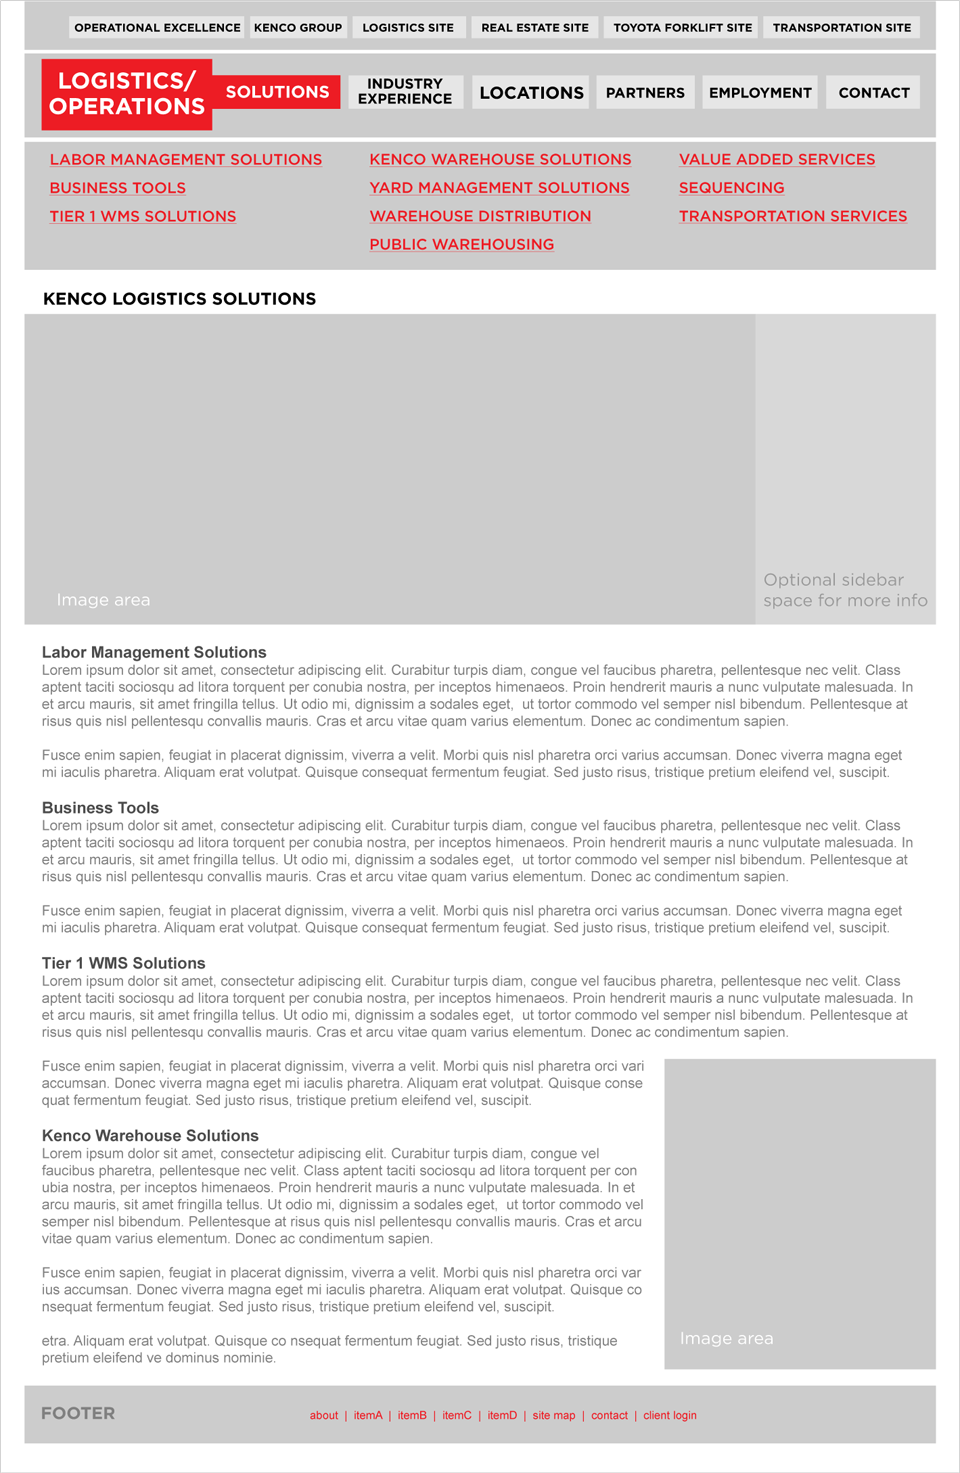 OPERATIONAL EXCELLENCE KENCO GROUP LOGISTICS SITE REAL ESTATE SITE TOYOTA FORKLIFT SITE TRANSPORTATION SITE
LOGISTICS/
OPERATIONS
SOLUTIONS
INDUSTRY
EXPERIENCE
LOCATIONS
PARTNERS
EMPLOYMENT
CONTACT
LABOR MANAGEMENT SOLUTIONS
BUSINESS TOOLS
TIER 1 WMS SOLUTIONS
KENCO WAREHOUSE SOLUTIONS
YARD MANAGEMENT SOLUTIONS
WAREHOUSE DISTRIBUTION
PUBLIC WAREHOUSING
VALUE ADDED SERVICES
SEQUENCING
TRANSPORTATION SERVICES
KENCO LOGISTICS SOLUTIONS
Image area
Optional sidebar
space for more info
Labor Management Solutions
Lorem ipsum dolor sit amet, consectetur adipiscing elit. Curabitur turpis diam, congue vel faucibus pharetra, pellentesque nec velit. Class
aptent taciti sociosqu ad litora torquent per conubia nostra, per inceptos himenaeos. Proin hendrerit mauris a nunc vulputate malesuada. In
et arcu mauris, sit amet fringilla tellus. Ut odio mi, dignissim a sodales eget,  ut tortor commodo vel semper nisl bibendum. Pellentesque at
risus quis nisl pellentesqu convallis mauris. Cras et arcu vitae quam varius elementum. Donec ac condimentum sapien.
Fusce enim sapien, feugiat in placerat dignissim, viverra a velit. Morbi quis nisl pharetra orci varius accumsan. Donec viverra magna eget
mi iaculis pharetra. Aliquam erat volutpat. Quisque consequat fermentum feugiat. Sed justo risus, tristique pretium eleifend vel, suscipit.
Business Tools
Lorem ipsum dolor sit amet, consectetur adipiscing elit. Curabitur turpis diam, congue vel faucibus pharetra, pellentesque nec velit. Class
aptent taciti sociosqu ad litora torquent per conubia nostra, per inceptos himenaeos. Proin hendrerit mauris a nunc vulputate malesuada. In
et arcu mauris, sit amet fringilla tellus. Ut odio mi, dignissim a sodales eget,  ut tortor commodo vel semper nisl bibendum. Pellentesque at
risus quis nisl pellentesqu convallis mauris. Cras et arcu vitae quam varius elementum. Donec ac condimentum sapien.
Fusce enim sapien, feugiat in placerat dignissim, viverra a velit. Morbi quis nisl pharetra orci varius accumsan. Donec viverra magna eget
mi iaculis pharetra. Aliquam erat volutpat. Quisque consequat fermentum feugiat. Sed justo risus, tristique pretium eleifend vel, suscipit.
Tier 1 WMS Solutions
Lorem ipsum dolor sit amet, consectetur adipiscing elit. Curabitur turpis diam, congue vel faucibus pharetra, pellentesque nec velit. Class
aptent taciti sociosqu ad litora torquent per conubia nostra, per inceptos himenaeos. Proin hendrerit mauris a nunc vulputate malesuada. In
et arcu mauris, sit amet fringilla tellus. Ut odio mi, dignissim a sodales eget,  ut tortor commodo vel semper nisl bibendum. Pellentesque at
risus quis nisl pellentesqu convallis mauris. Cras et arcu vitae quam varius elementum. Donec ac condimentum sapien.
Fusce enim sapien, feugiat in placerat dignissim, viverra a velit. Morbi quis nisl pharetra orci vari
accumsan. Donec viverra magna eget mi iaculis pharetra. Aliquam erat volutpat. Quisque conse
quat fermentum feugiat. Sed justo risus, tristique pretium eleifend vel, suscipit.
Kenco Warehouse Solutions
Lorem ipsum dolor sit amet, consectetur adipiscing elit. Curabitur turpis diam, congue vel
faucibus pharetra, pellentesque nec velit. Class aptent taciti sociosqu ad litora torquent per con
ubia nostra, per inceptos himenaeos. Proin hendrerit mauris a nunc vulputate malesuada. In et
arcu mauris, sit amet fringilla tellus. Ut odio mi, dignissim a sodales eget,  ut tortor commodo vel
semper nisl bibendum. Pellentesque at risus quis nisl pellentesqu convallis mauris. Cras et arcu
vitae quam varius elementum. Donec ac condimentum sapien.
Fusce enim sapien, feugiat in placerat dignissim, viverra a velit. Morbi quis nisl pharetra orci var
ius accumsan. Donec viverra magna eget mi iaculis pharetra. Aliquam erat volutpat. Quisque co
nsequat fermentum feugiat. Sed justo risus, tristique pretium eleifend vel, suscipit.
etra. Aliquam erat volutpat. Quisque co nsequat fermentum feugiat. Sed justo risus, tristique
pretium eleifend ve dominus nominie.
Image area
FOOTER
about | itemA | itemB | itemC | itemD | site map | contact | client login